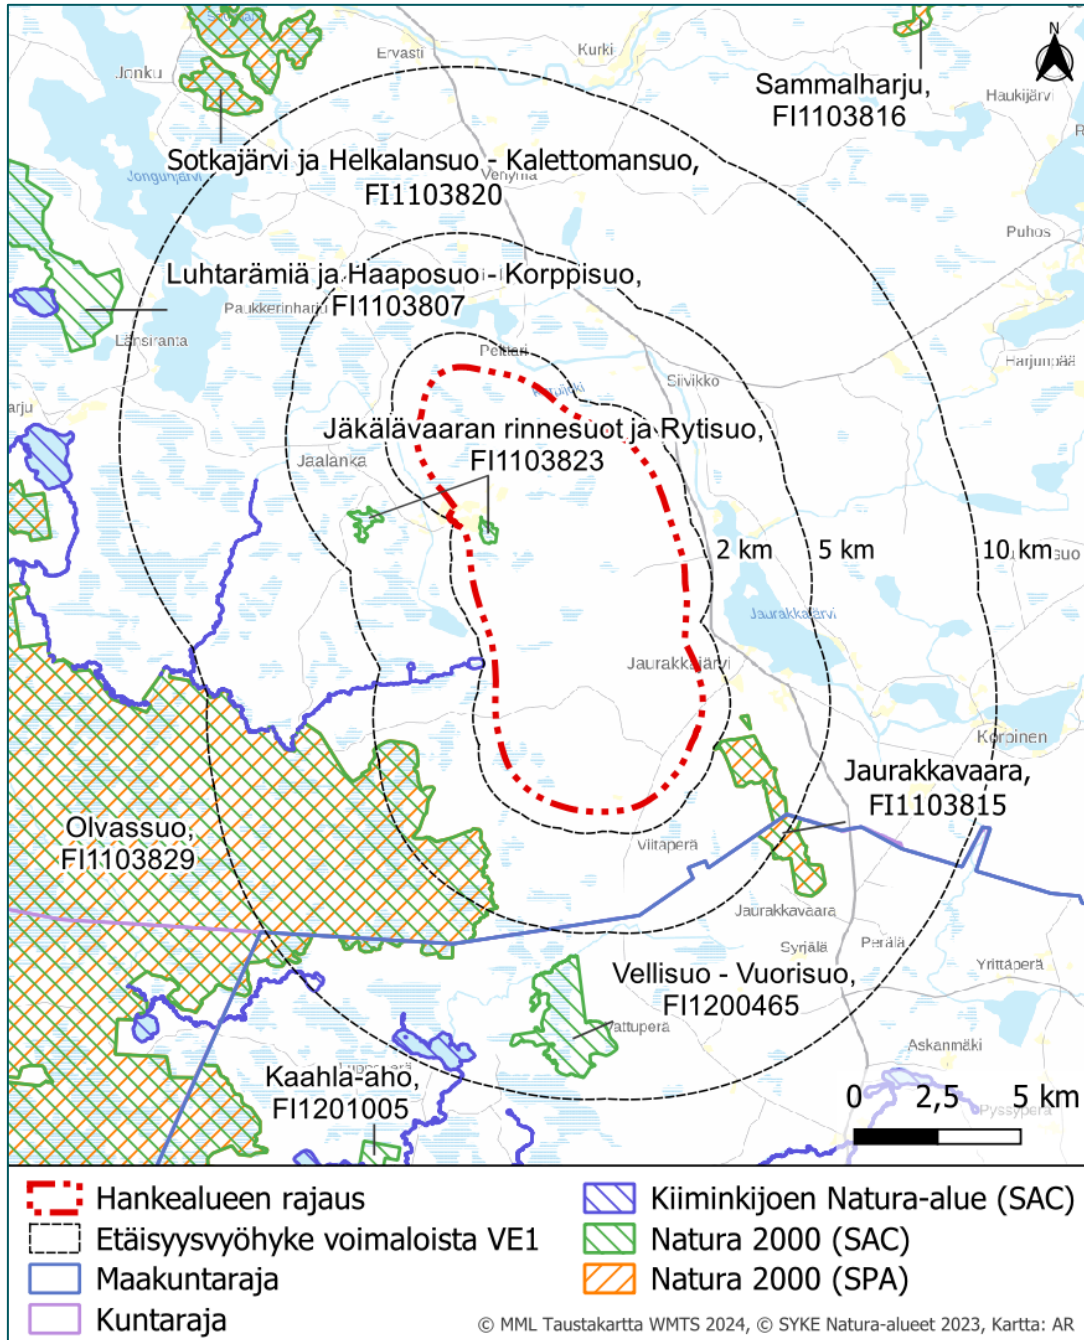 Ervasti
Kurki
N
Jonku
Sammalharju,
FI1103816
Haukijärvi
Sotkajärvi ja Helkalansuo - Kalettomansuo,
FI1103820
Jongunjärvi
Puhos
Luhtarämiä ja Haaposuo - Korppisuo,
FI1103807
Paukkerinharju
Länsiranta
Peltari
Harjunpää
Siivikko
Jäkälävaaran rinnesuot ja Rytisuo,
FI1103823
Jaalanka
2 km
5 km
10 km
Jaurakkajärvi
Jaurakkajärvi
Korpinen
Jaurakkavaara,
FI1103815
Olvassuo,
FI1103829
Viitaperä
Jaurakkavaara
Syrjälä
Perälä
Yrittäperä
Vellisuo - Vuorisuo,
FI1200465
Askanmäki
Kaahla-aho,
FI1201005
0 2,5 5 km
Pyssyperä
Hankealueen rajaus
Etäisyysvyöhyke voimaloista VE1
Maakuntaraja
Kuntaraja
Kiiminkijoen Natura-alue (SAC)
Natura 2000 (SAC)
Natura 2000 (SPA)
© MML Taustakartta WMTS 2024, © SYKE Natura-alueet 2023, Kartta: AR